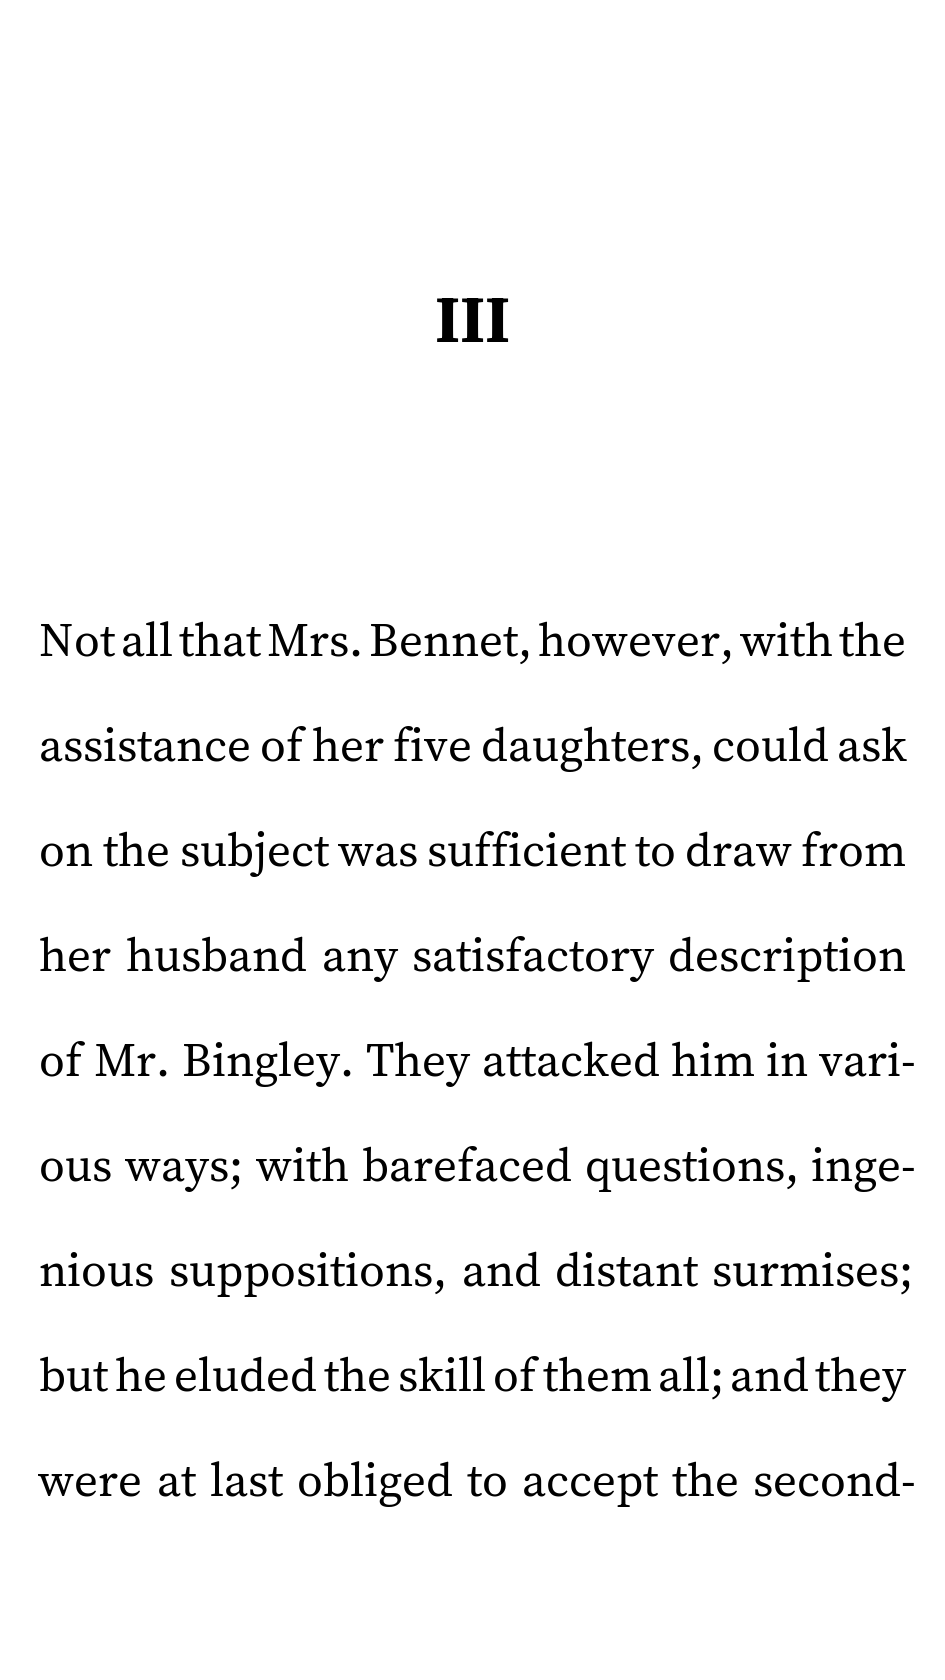 III
Not all that Mrs. Bennet, however, with the
assistance of her five daughters, could ask
on the subject was sufficient to draw from
her husband any satisfactory description
of Mr. Bingley. They attacked him in vari-
ous ways; with barefaced questions, inge-
nious suppositions, and distant surmises;
but he eluded the skill of them all; and they
were at last obliged to accept the second-